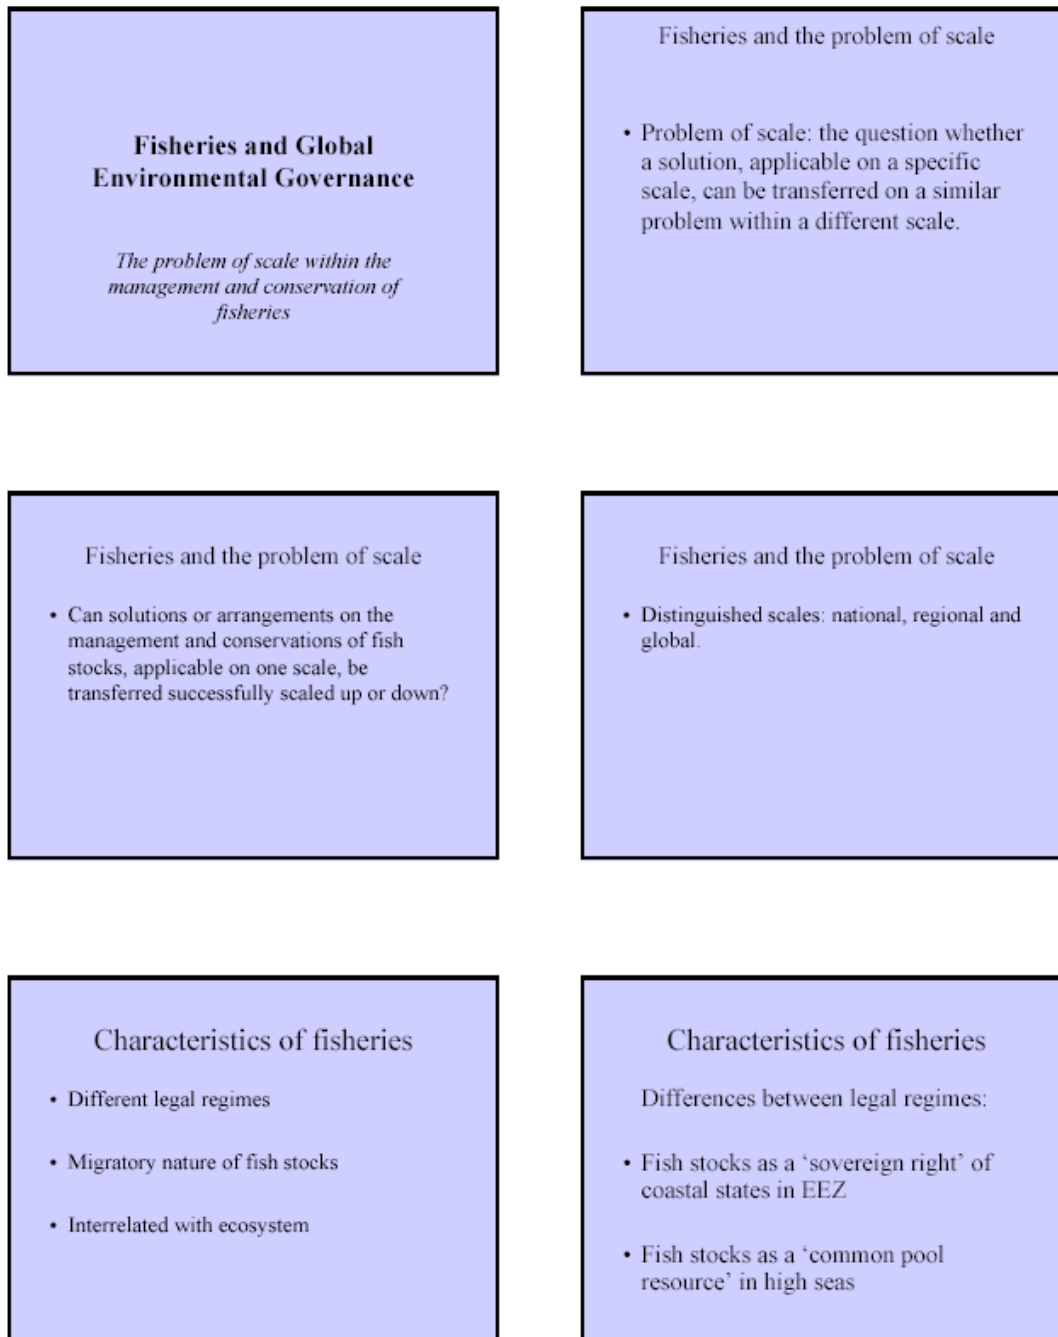 Fisheries and Global
Environmental Governance
The problem of scale within the
management and conservation of
fisheries
Fisheries and the problem of scale
• Problem of scale: the question whether
a solution, applicable on a specific
scale, can be transferred on a similar
problem within a different scale.
Fisheries and the problem of scale
• Can solutions or arrangements on the
management and conservations of fish
stocks, applicable on one scale, be
transferred successfully scaled up or down?
Fisheries and the problem of scale
• Distinguished scales: national, regional and
global.
Characteristics of fisheries
• Different legal regimes
• Migratory nature of fish stocks
• Interrelated with ecosystem
Characteristics of fisheries
Differences between legal regimes:
• Fish stocks as a ‘sovereign right’ of
coastal states in EEZ
• Fish stocks as a ‘common pool
resource’ in high seas